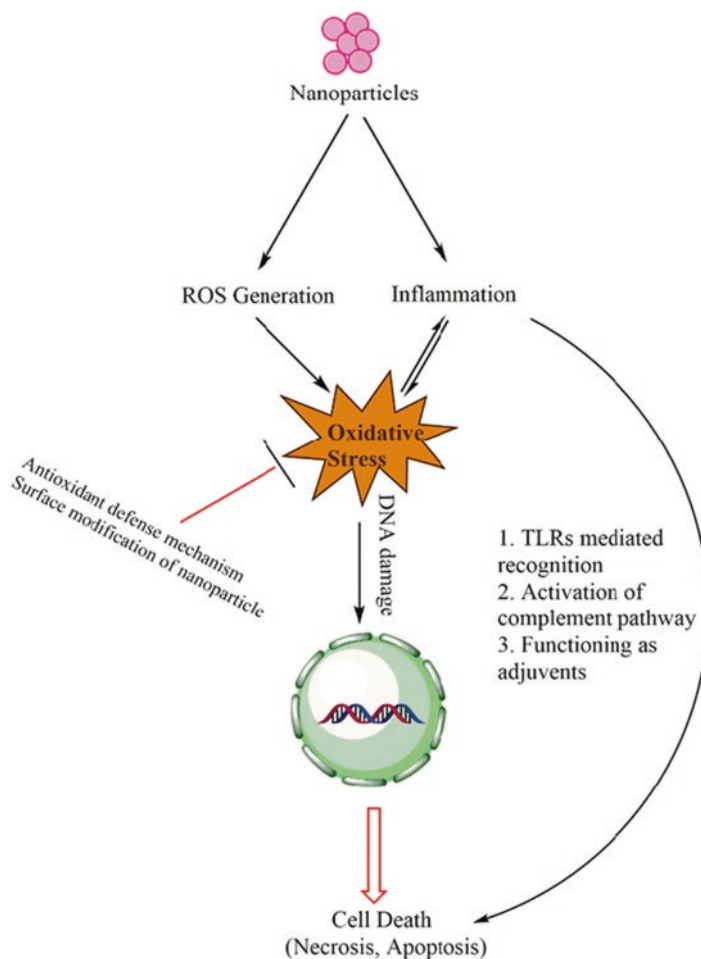 Nanoparticles
ROS Generation
Inflammation
Oxidative
Stress
Antioxidant defense mechanism
Surface modification of nanoparticle
DNA damage
1. TLRs mediated
recognition
2. Activation of
complement pathway
3. Functioning as
adjuvents
Cell Death
(Necrosis, Apoptosis)